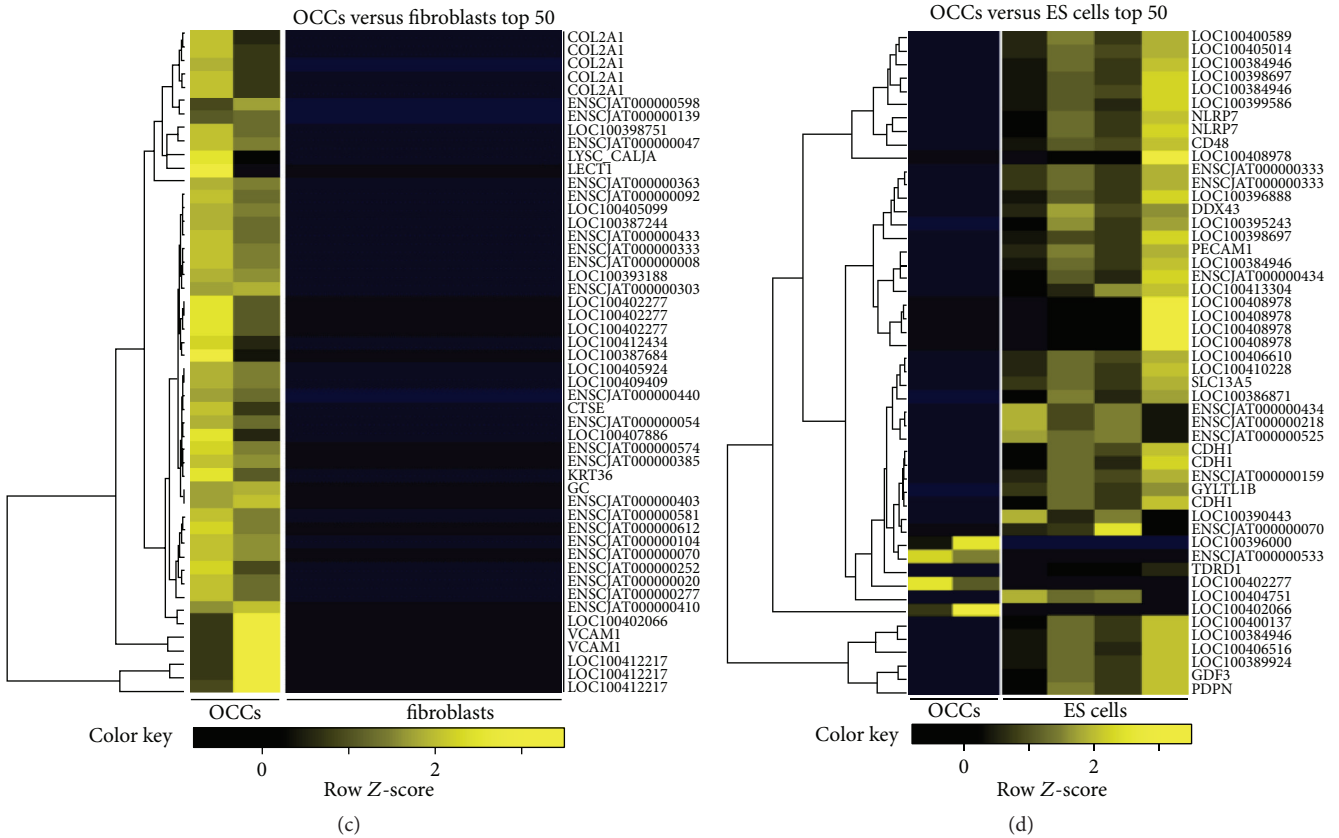 OCCs versus fibroblasts top 50
COL2A1
COL2A1
COL2A1
COL2A1
COL2A1
ENSCJAT000000598
ENSCJAT000000139
LOC100398751
ENSCJAT000000047
LYSC_CALJA
LECT1
ENSCJAT000000363
ENSCJAT000000092
LOC100405099
LOC100387244
ENSCJAT000000433
ENSCJAT000000333
ENSCJAT000000008
LOC100393188
ENSCJAT000000303
LOC100402277
LOC100402277
LOC100402277
LOC100412434
LOC100387684
LOC100405924
LOC100409409
ENSCJAT000000440
CTSE
ENSCJAT000000054
LOC100407886
ENSCJAT000000574
ENSCJAT000000385
KRT36
GC
ENSCJAT000000403
ENSCJAT000000581
ENSCJAT000000612
ENSCJAT000000104
ENSCJAT000000070
ENSCJAT000000252
ENSCJAT000000020
ENSCJAT000000277
ENSCJAT000000410
LOC100402066
VCAM1
VCAM1
LOC100412217
LOC100412217
LOC100412217
OCCs
fibroblasts
Color key
0
2
Row Z-score
(c)
OCCs versus ES cells top 50
LOC100400589
LOC100405014
LOC100384946
LOC100398697
LOC100384946
LOC100399586
NLRP7
NLRP7
CD48
LOC100408978
ENSCJAT000000333
ENSCJAT000000333
LOC100396888
DDX43
LOC100395243
LOC100398697
PECAM1
LOC100384946
ENSCJAT000000434
LOC100413304
LOC100408978
LOC100408978
LOC100408978
LOC100408978
LOC100406610
LOC100410228
SLC13A5
LOC100386871
ENSCJAT000000434
ENSCJAT000000218
ENSCJAT000000525
CDH1
CDH1
ENSCJAT000000159
GYLTL1B
CDH1
LOC100390443
ENSCJAT000000070
LOC100396000
ENSCJAT000000533
TDRD1
LOC100402277
LOC100404751
LOC100402066
LOC100400137
LOC100384946
LOC100406516
LOC100389924
GDF3
PDPN
OCCs
ES cells
Color key
0
2
Row Z-score
(d)